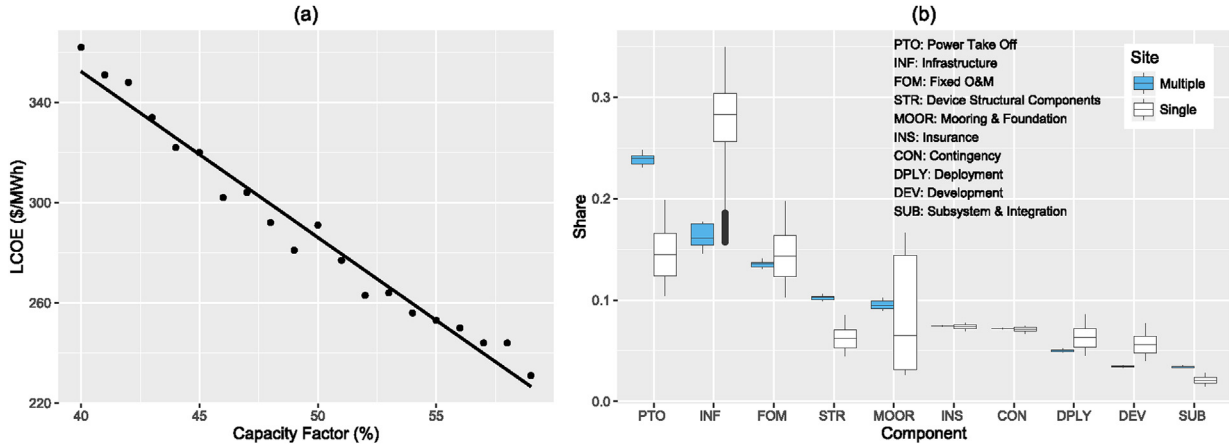 (a)
LCOE ($/MWh)
340
300
260
220
40
45
50
55
Capacity Factor (%)
(b)
Share
0.3
0.2
0.1
0.0
PTO: Power Take Off
INF: Infrastructure
FOM: Fixed O&M
STR: Device Structural Components
MOOR: Mooring & Foundation
INS: Insurance
CON: Contingency
DPLY: Deployment
DEV: Development
SUB: Subsystem & Integration
Site
Multiple
Single
PTO
INF
FOM
STR
MOOR
INS
CON
DPLY
DEV
SUB
Component